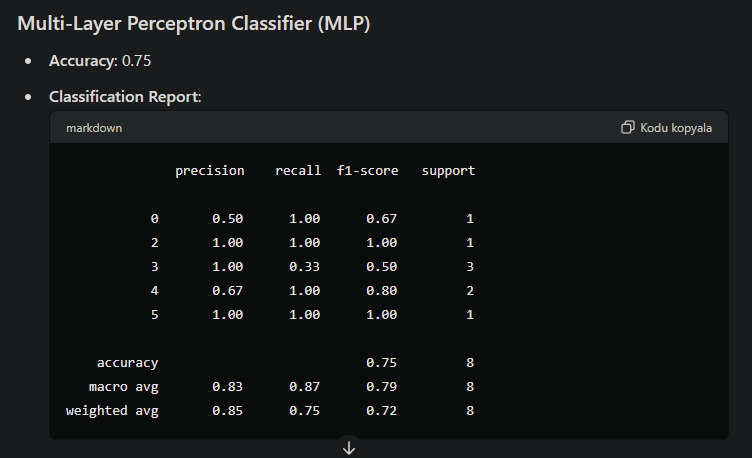 Multi-Layer Perceptron Classifier (MLP)
• Accuracy: 0.75
• Classification Report:
markdown Kodu kopyala
precision recall f1-score support
0 0.50 1.00 0.67 1
2 1.00 1.00 1.00 1
3 1.00 0.33 0.50 3
4 0.67 1.00 0.80 2
5 1.00 1.00 1.00 1
accuracy 0.75 8
macro avg 0.83 0.87 0.79 8
weighted avg 0.85 0.75 0.72 8